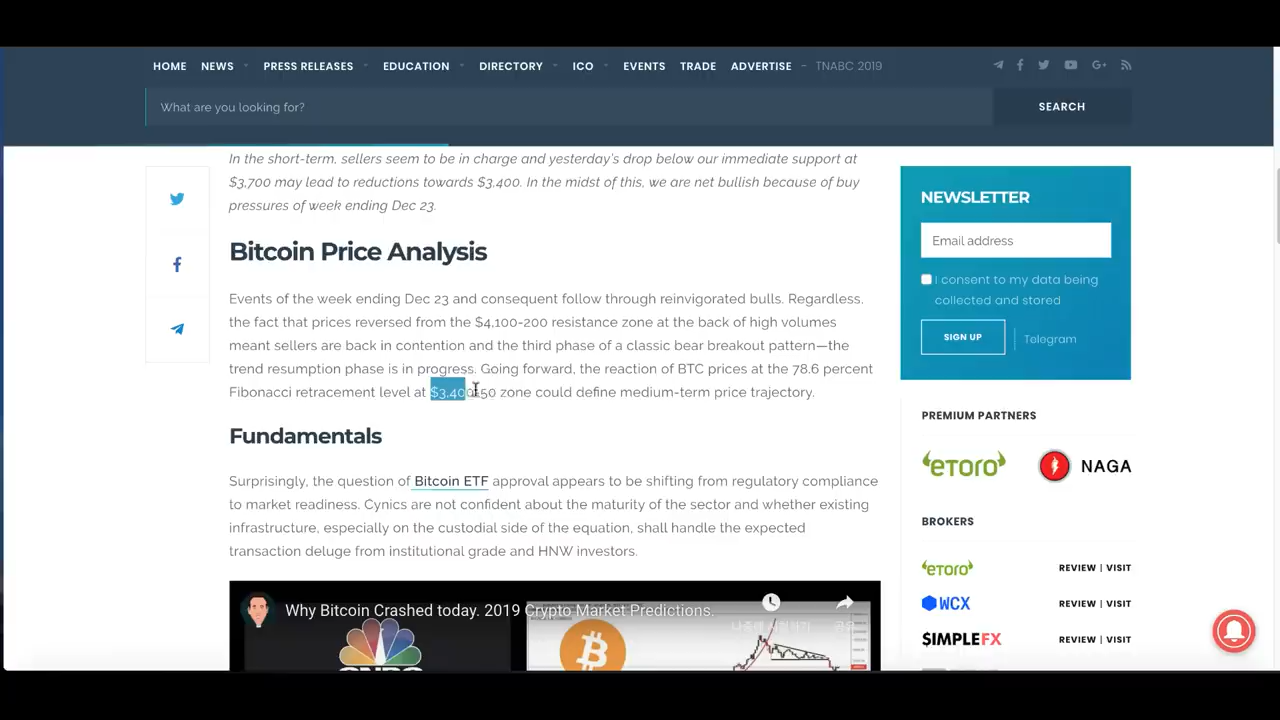 HOME NEWS PRESS RELEASES EDUCATION DIRECTORY ICO EVENTS TRADE ADVERTISE – TNABC 2019
What are you looking for?
SEARCH
In the short-term, sellers seem to be in charge and yesterday's drop below our immediate support at
$3,700 may lead to reductions towards $3,400. In the midst of this, we are net bullish because of buy
pressures of week ending Dec 23.
Bitcoin Price Analysis
Events of the week ending Dec 23 and consequent follow through reinvigorated bulls. Regardless,
the fact that prices reversed from the $4,100-200 resistance zone at the back of high volumes
meant sellers are back in contention and the third phase of a classic bear breakout pattern—the
trend resumption phase is in progress. Going forward, the reaction of BTC prices at the 78.6 percent
Fibonacci retracement level at $3,400-50 zone could define medium-term price trajectory.
Fundamentals
Surprisingly, the question of Bitcoin ETF approval appears to be shifting from regulatory compliance
to market readiness. Cynics are not confident about the maturity of the sector and whether existing
infrastructure, especially on the custodial side of the equation, shall handle the expected
transaction deluge from institutional grade and HNW investors.
Why Bitcoin Crashed today. 2019 Crypto Market Predictions.
나중에 시청하기 공유
NEWSLETTER
Email address
I consent to my data being
collected and stored
SIGN UP
Telegram
PREMIUM PARTNERS
eToro NAGA
BROKERS
eToro REVIEW | VISIT
WCX REVIEW | VISIT
$IMPLEFX REVIEW | VISIT